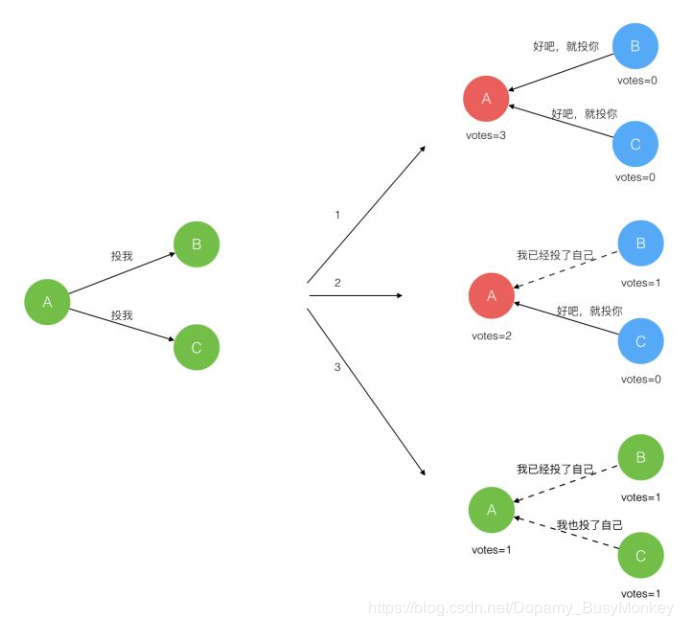 A
投我
投我
B
C
1
2
3
好吧，就投你
B
votes=0
A
votes=3
好吧，就投你
C
votes=0
我已经投了自己
B
votes=1
A
votes=2
好吧，就投你
C
votes=0
我已经投了自己
B
votes=1
A
votes=1
我也投了自己
C
votes=1
https://blog.csdn.net/Dopamy_BusyMonkey